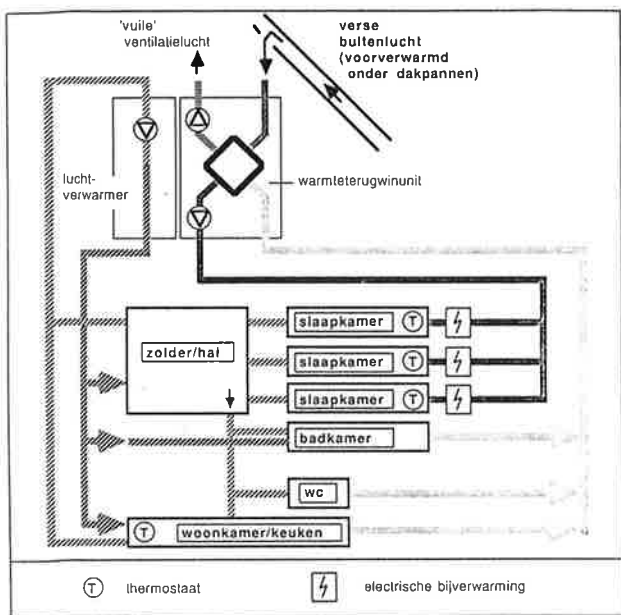 'vuile'
ventilatielucht
verse
buitenlucht
(voorverwarmd
onder dakpannen)
lucht-
verwarmer
warmteterugwinunit
slaapkamer T
zolder/hal
slaapkamer T
slaapkamer T
badkamer
wc
T woonkamer/keuken
T thermostaat
electrische bijverwarming